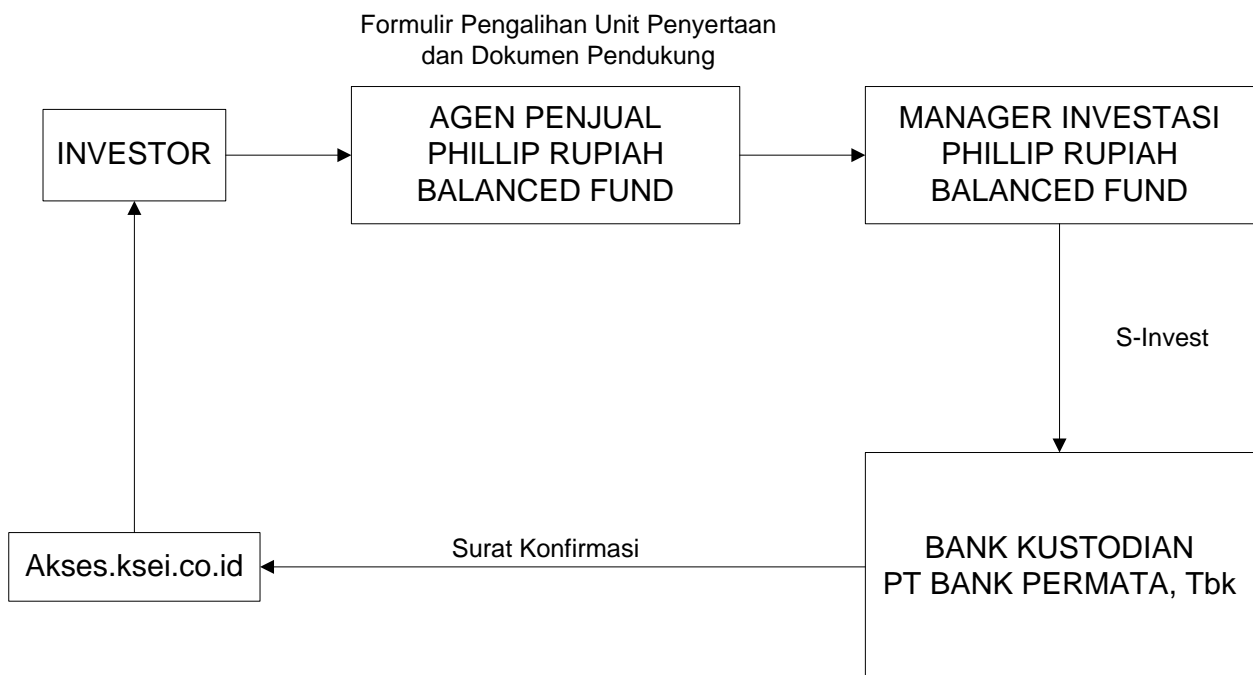 Formulir Pengalihan Unit Penyertaan
dan Dokumen Pendukung
INVESTOR
AGEN PENJUAL
PHILLIP RUPIAH
BALANCED FUND
MANAGER INVESTASI
PHILLIP RUPIAH
BALANCED FUND
S-Invest
Akses.ksei.co.id
Surat Konfirmasi
BANK KUSTODIAN
PT BANK PERMATA, Tbk